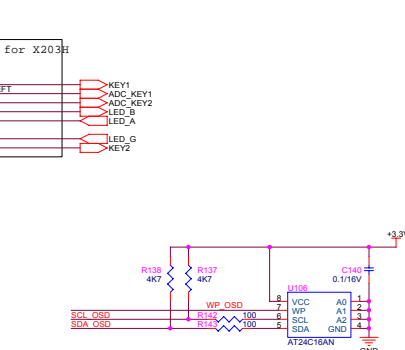 for X203H
FT
KEY1
ADC_KEY1
ADC_KEY2
LED_B
LED_A
LED_G
KEY2
+3.3V
R138
4K7
R137
4K7
C140
0.1/16V
U106
WP_OSD
SCL_OSD
R142
100
SDA_OSD
R143
100
8 VCC A0 1
7 WP A1 2
6 SCL A2 3
5 SDA GND 4
AT24C16AN
GND